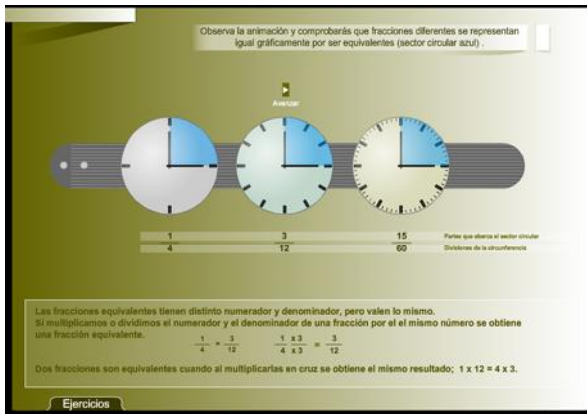 Observa la animación y comprobarás que fracciones diferentes se representan
igual gráficamente por ser equivalentes (sector circular azul) .
Avanzar
1 3 15 Partes que abarca el sector circular
4 12 60 Divisiones de la circunferencia
Las fracciones equivalentes tienen distinto numerador y denominador, pero valen lo mismo.
Si multiplicamos o dividimos el numerador y el denominador de una fracción por el el mismo número se obtiene
una fracción equivalente.
1 = 3 1 x 3 = 3
4 12 4 x 3 12
Dos fracciones son equivalentes cuando al multiplicarlas en cruz se obtiene el mismo resultado; 1 x 12 = 4 x 3.
Ejercicios